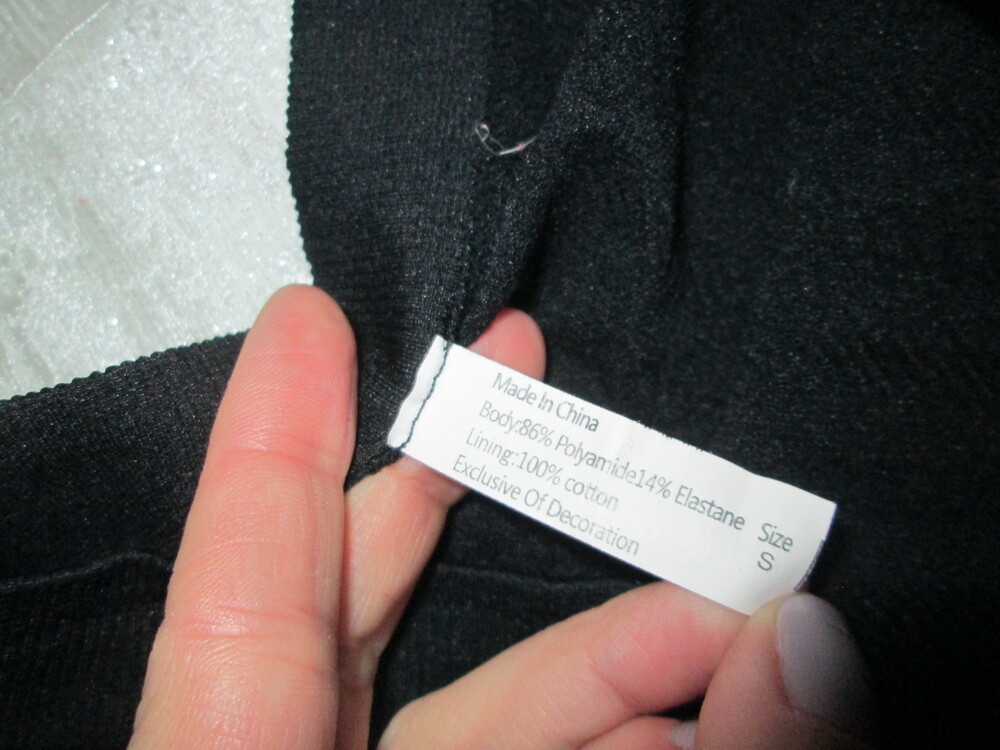 Made In China
Body:86% Polyamide14% Elastane
Lining:100% cotton
Exclusive Of Decoration
Size
S